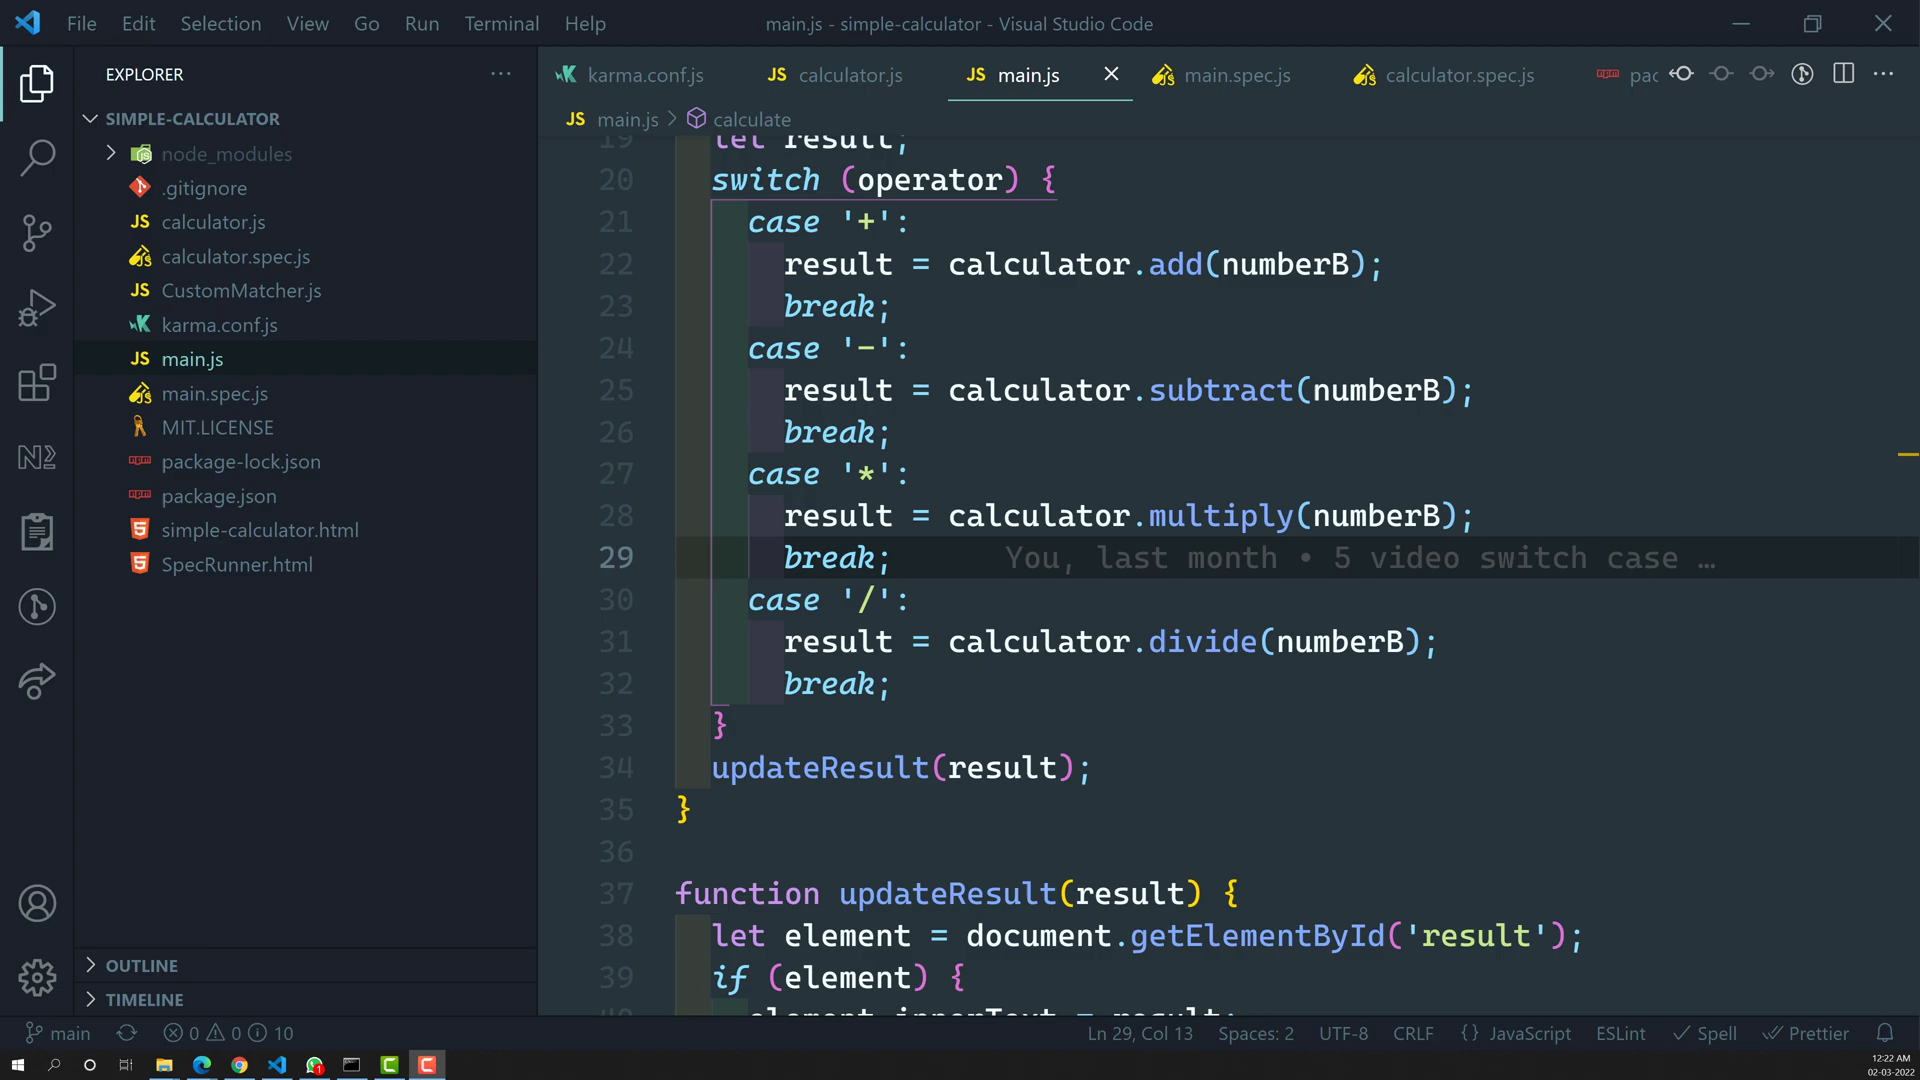 File Edit Selection View Go Run Terminal Help
main.js - simple-calculator - Visual Studio Code
EXPLORER
SIMPLE-CALCULATOR
node_modules
.gitignore
JS calculator.js
calculator.spec.js
JS CustomMatcher.js
karma.conf.js
JS main.js
main.spec.js
MIT.LICENSE
package-lock.json
package.json
simple-calculator.html
SpecRunner.html
OUTLINE
TIMELINE
karma.conf.js JS calculator.js JS main.js main.spec.js calculator.spec.js pac
JS main.js > calculate
19 let result;
20 switch (operator) {
21 case '+':
22 result = calculator.add(numberB);
23 break;
24 case '-':
25 result = calculator.subtract(numberB);
26 break;
27 case '*':
28 result = calculator.multiply(numberB);
29 break; You, last month • 5 video switch case …
30 case '/':
31 result = calculator.divide(numberB);
32 break;
33 }
34 updateResult(result);
35 }
36
37 function updateResult(result) {
38 let element = document.getElementById('result');
39 if (element) {
40 element.innerText = result;
main 0 0 10 Ln 29, Col 13 Spaces: 2 UTF-8 CRLF {} JavaScript ESLint Spell Prettier
12:22 AM
02-03-2022